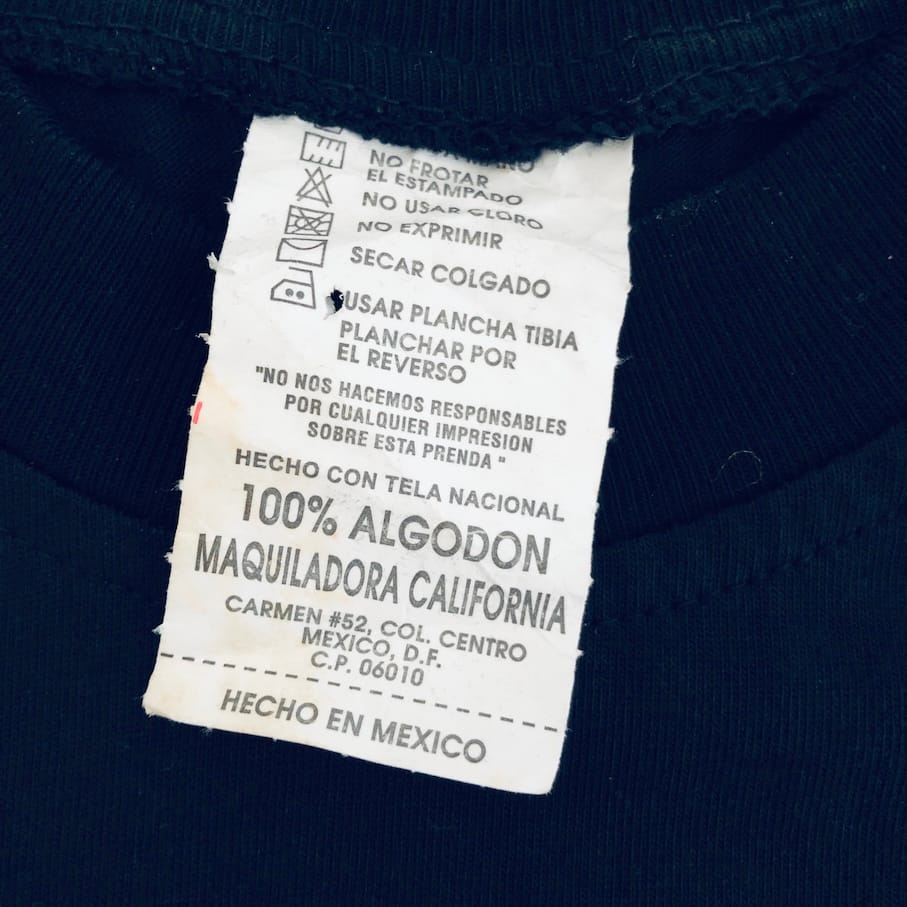 NO FROTAR
EL ESTAMPADO
NO USAR CLORO
NO EXPRIMIR
SECAR COLGADO
USAR PLANCHA TIBIA
PLANCHAR POR
EL REVERSO
"NO NOS HACEMOS RESPONSABLES
POR CUALQUIER IMPRESION
SOBRE ESTA PRENDA"
HECHO CON TELA NACIONAL
100% ALGODON
MAQUILADORA CALIFORNIA
CARMEN #52, COL. CENTRO
MEXICO, D.F.
C.P. 06010
HECHO EN MEXICO